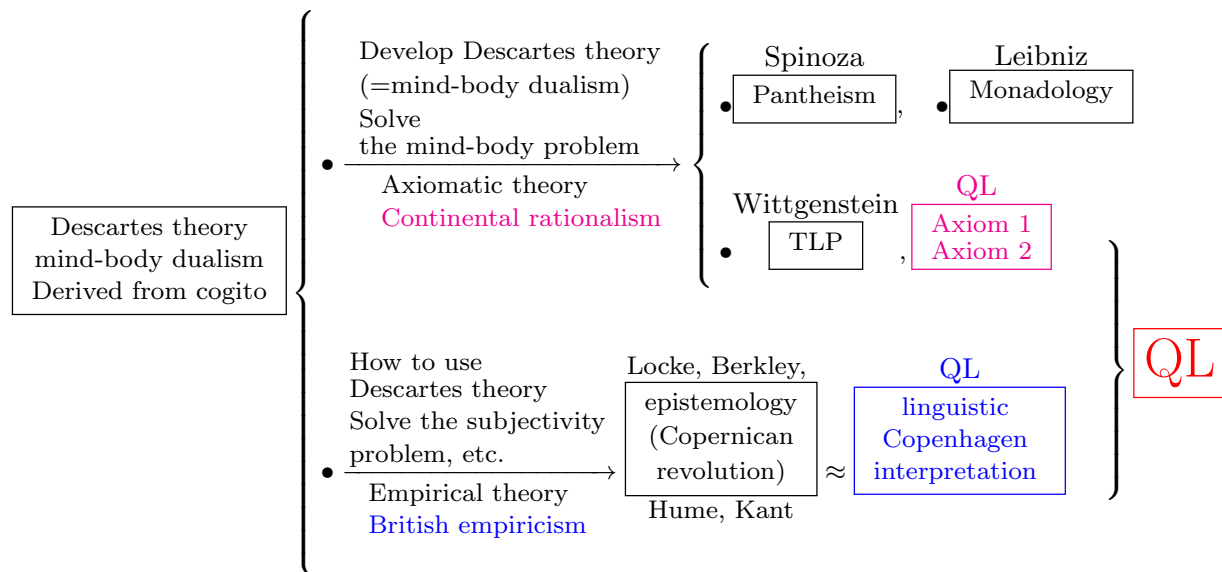 Descartes theory
mind-body dualism
Derived from cogito
Develop Descartes theory
(=mind-body dualism)
Solve
the mind-body problem
Axiomatic theory
Continental rationalism
Spinoza
• Pantheism ,
Leibniz
• Monadology
Wittgenstein
• TLP ,
QL
Axiom 1
Axiom 2
How to use
Descartes theory
Solve the subjectivity
problem, etc.
Empirical theory
British empiricism
Locke, Berkley,
epistemology
(Copernican
revolution)
Hume, Kant
≈
QL
linguistic
Copenhagen
interpretation
QL